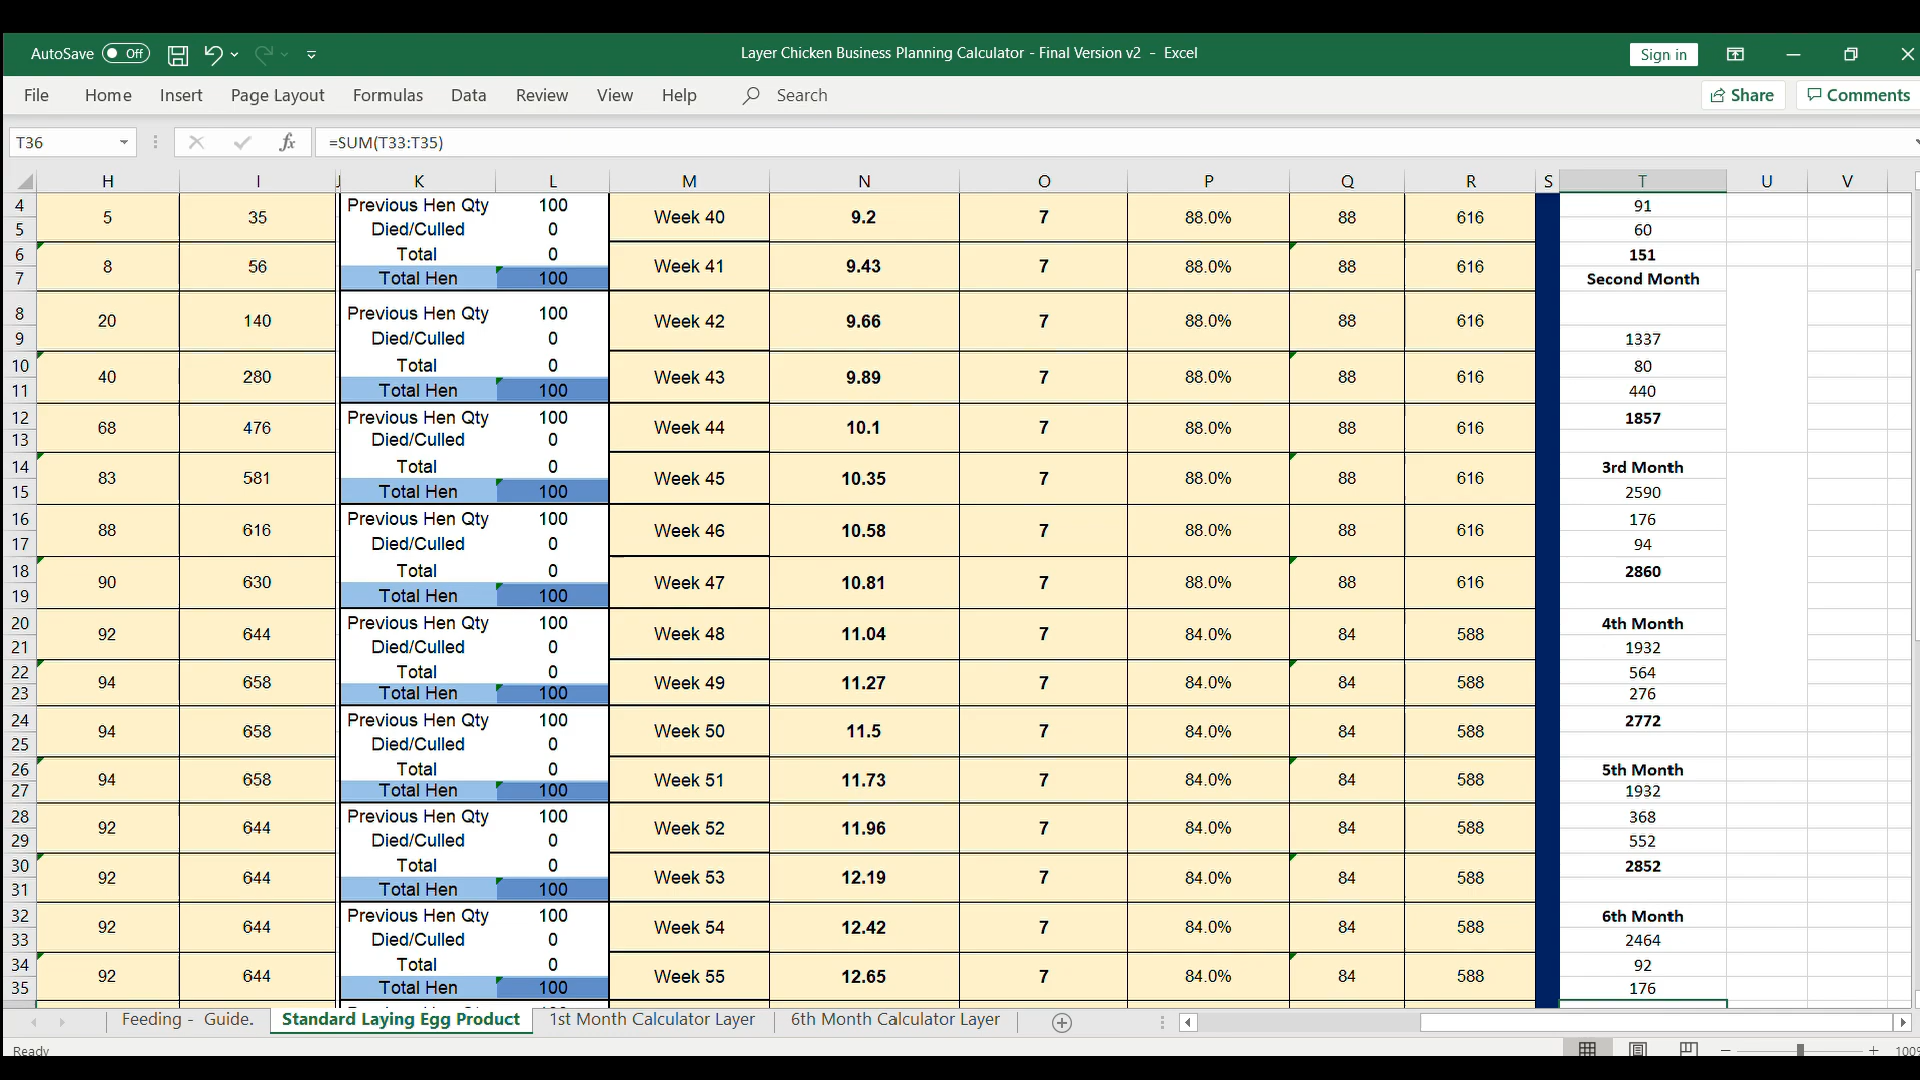 AutoSave Off Layer Chicken Business Planning Calculator - Final Version v2 - Excel Sign in
File Home Insert Page Layout Formulas Data Review View Help Search Share Comments
T36 fx =SUM(T33:T35)
H I J K L M N O P Q R S T U V
4 Previous Hen Qty 100 91
5 35 Week 40 9.2 7 88.0% 88 616
5 Died/Culled 0 60
6 Total 0 151
8 56 Week 41 9.43 7 88.0% 88 616
7 Total Hen 100 Second Month
8 Previous Hen Qty 100
20 140 Week 42 9.66 7 88.0% 88 616
9 Died/Culled 0 1337
10 Total 0 80
40 280 Week 43 9.89 7 88.0% 88 616
11 Total Hen 100 440
12 Previous Hen Qty 100 1857
68 476 Week 44 10.1 7 88.0% 88 616
13 Died/Culled 0
14 Total 0 3rd Month
83 581 Week 45 10.35 7 88.0% 88 616
15 Total Hen 100 2590
16 Previous Hen Qty 100 176
88 616 Week 46 10.58 7 88.0% 88 616
17 Died/Culled 0 94
18 Total 0 2860
90 630 Week 47 10.81 7 88.0% 88 616
19 Total Hen 100
20 Previous Hen Qty 100 4th Month
92 644 Week 48 11.04 7 84.0% 84 588
21 Died/Culled 0 1932
22 Total 0 564
94 658 Week 49 11.27 7 84.0% 84 588
23 Total Hen 100 276
24 Previous Hen Qty 100 2772
94 658 Week 50 11.5 7 84.0% 84 588
25 Died/Culled 0
26 Total 0 5th Month
94 658 Week 51 11.73 7 84.0% 84 588
27 Total Hen 100 1932
28 Previous Hen Qty 100 368
92 644 Week 52 11.96 7 84.0% 84 588
29 Died/Culled 0 552
30 Total 0 2852
92 644 Week 53 12.19 7 84.0% 84 588
31 Total Hen 100
32 Previous Hen Qty 100 6th Month
92 644 Week 54 12.42 7 84.0% 84 588
33 Died/Culled 0 2464
34 Total 0 92
92 644 Week 55 12.65 7 84.0% 84 588
35 Total Hen 100 176
Feeding - Guide. Standard Laying Egg Product 1st Month Calculator Layer 6th Month Calculator Layer
Ready 100%